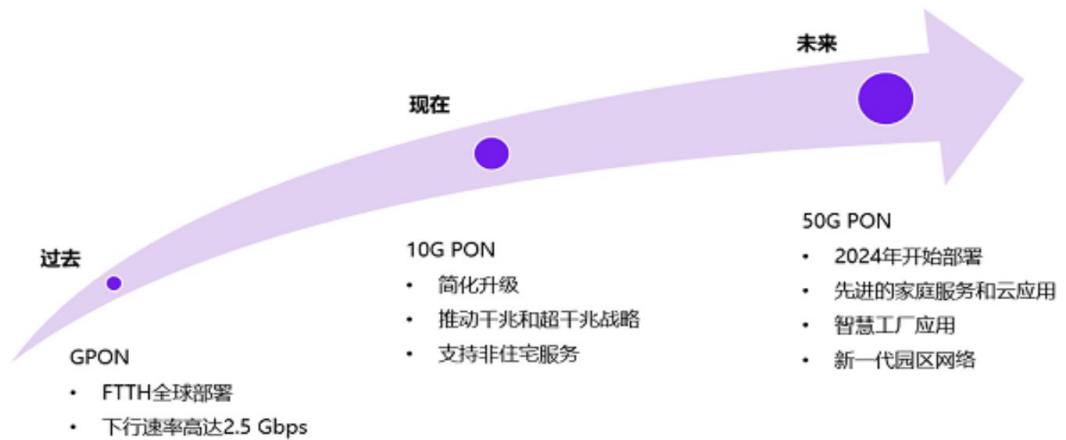 过去
GPON
• FTTH全球部署
• 下行速率高达2.5 Gbps
现在
10G PON
• 简化升级
• 推动千兆和超千兆战略
• 支持非住宅服务
未来
50G PON
• 2024年开始部署
• 先进的家庭服务和云应用
• 智慧工厂应用
• 新一代园区网络